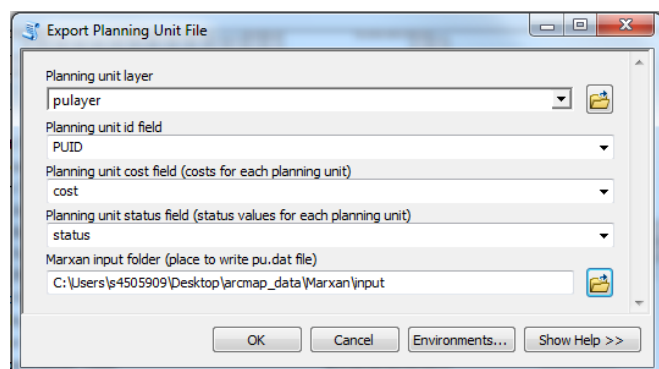 Export Planning Unit File
Planning unit layer
pulayer
Planning unit id field
PUID
Planning unit cost field (costs for each planning unit)
cost
Planning unit status field (status values for each planning unit)
status
Marxan input folder (place to write pu.dat file)
C:\Users\s4505909\Desktop\arcmap_data\Marxan\input
OK Cancel Environments... Show Help >>